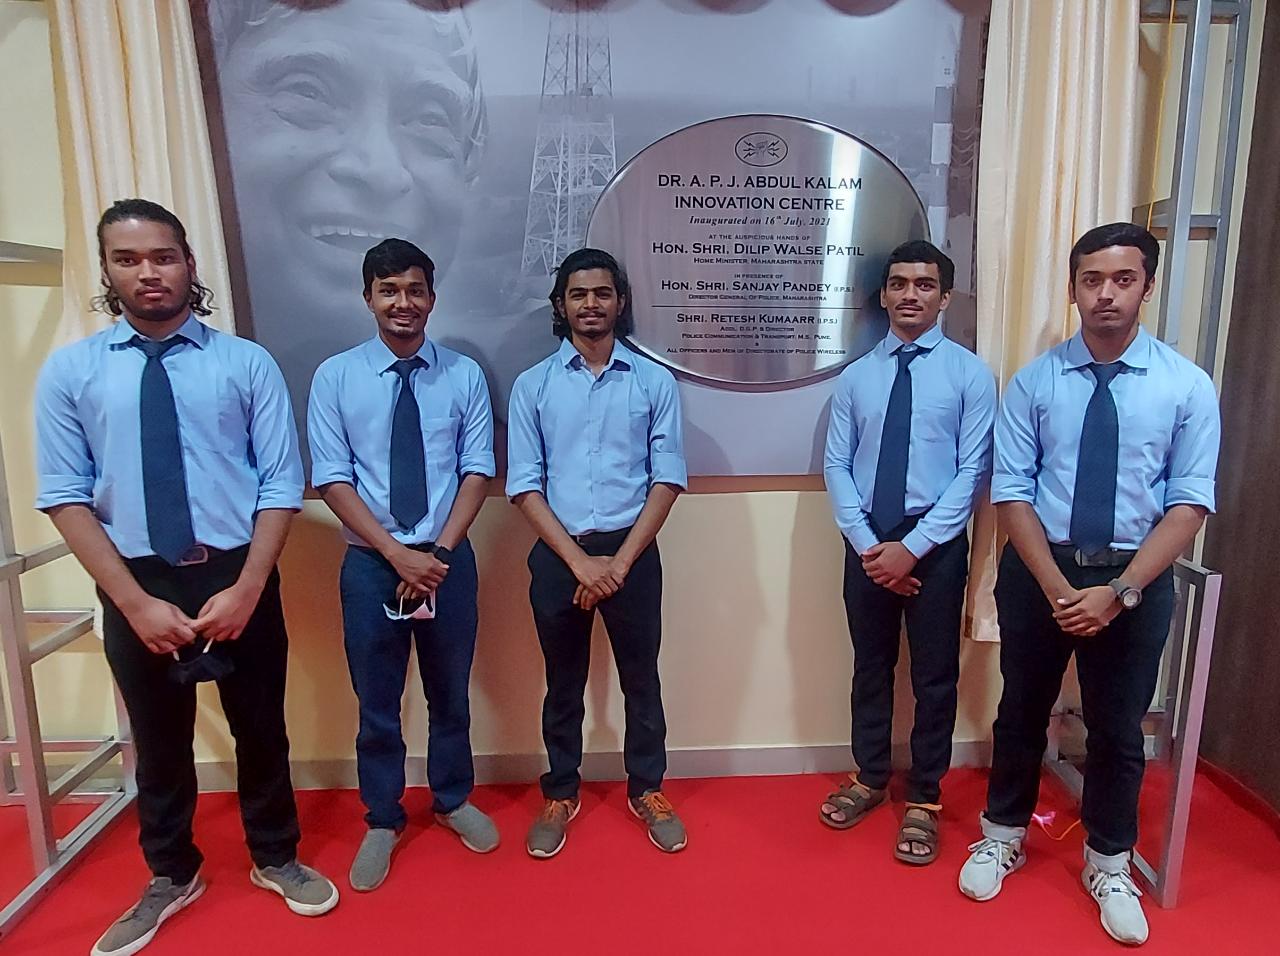 DR. A. P. J. ABDUL KALAM
INNOVATION CENTRE
Inaugurated on 16th July, 2021
AT THE AUSPICIOUS HANDS OF
HON. SHRI. DILIP WALSE PATIL
HOME MINISTER, MAHARASHTRA STATE
IN PRESENCE OF
HON. SHRI. SANJAY PANDEY (I.P.S.)
DIRECTOR GENERAL OF POLICE, MAHARASHTRA
SHRI. RETESH KUMAARR (I.P.S.)
ADDL. D.G.P. & DIRECTOR
POLICE COMMUNICATION & TRANSPORT, M.S. PUNE.
&
ALL OFFICERS AND MEN OF DIRECTORATE OF POLICE WIRELESS